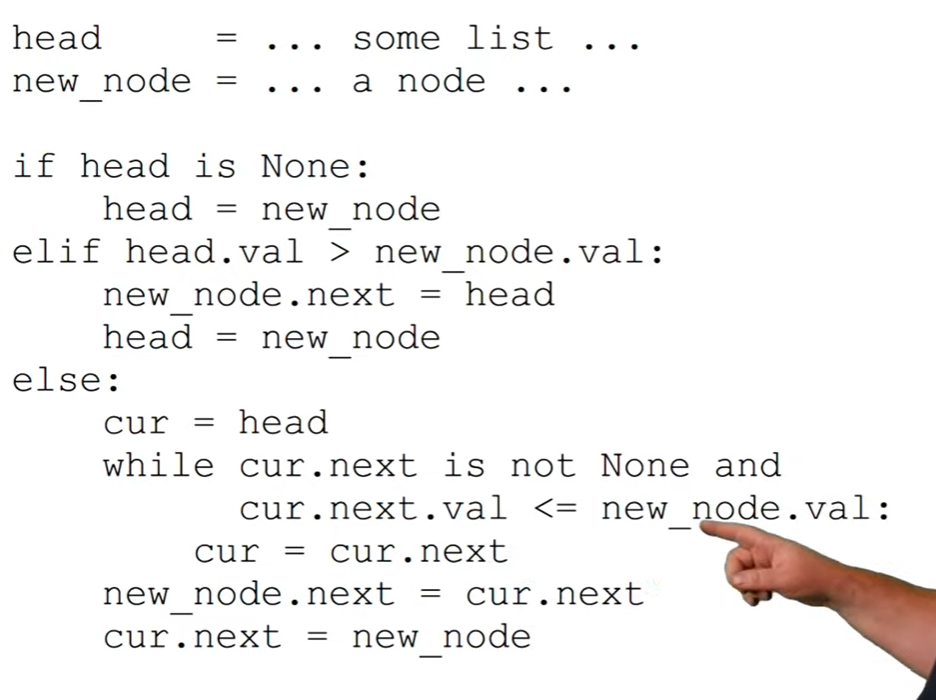 head     = ... some list ...
new_node = ... a node ...

if head is None:
    head = new_node
elif head.val > new_node.val:
    new_node.next = head
    head = new_node
else:
    cur = head
    while cur.next is not None and
          cur.next.val <= new_node.val:
        cur = cur.next
    new_node.next = cur.next
    cur.next = new_node